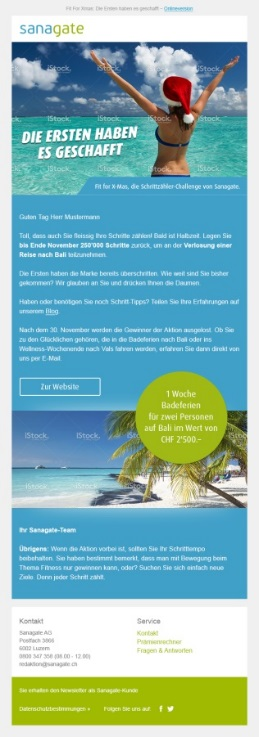 Fit For Xmas: Die Ersten haben es geschafft – Onlineversion
sanagate
iStock.
iStock.
iStock.
DIE ERSTEN HABEN
ES GESCHAFFT
Fit for X-Mas, die Schrittzähler-Challenge von Sanagate.
Guten Tag Herr Mustermann
Toll, dass auch Sie fleissig Ihre Schritte zählen! Bald ist Halbzeit. Legen Sie
bis Ende November 250'000 Schritte zurück, um an der Verlosung einer
Reise nach Bali teilzunehmen.
Die Ersten haben die Marke bereits überschritten. Wie weit sind Sie bisher
gekommen? Wir glauben an Sie und drücken Ihnen die Daumen.
Haben oder benötigen Sie noch Schritt Tipps? Teilen Sie Ihre Erfahrungen auf
unserem Blog.
Nach dem 30. November werden die Gewinner der Aktion ausgelost. Ob Sie
zu den Glücklichen gehören, die in die Badeferien nach Bali oder ins
Wellness-Wochenende nach Vals fahren werden, erfahren Sie dann direkt von
uns per E-Mail.
Zur Website
1 Woche
Badeferien
für zwei Personen
auf Bali im Wert von
CHF 2'500.–
iStock.
iStock.
iStock.
Ihr Sanagate-Team
Übrigens: Wenn die Aktion vorbei ist, sollten Sie Ihr Schritttempo
beibehalten. Sie haben bestimmt bemerkt, dass man mit Bewegung beim
Thema Fitness nur gewinnen kann, oder? Suchen Sie sich einfach neue
Ziele. Denn jeder Schritt zählt.
Kontakt
Sanagate AG
Postfach 3866
6002 Luzern
redaktion@sanagate.ch
Service
Kontakt
Prämienrechner
Fragen & Antworten
Sie erhalten den Newsletter als Sanagate-Kunde.
Datenschutzbestimmungen »
Folgen Sie uns auf